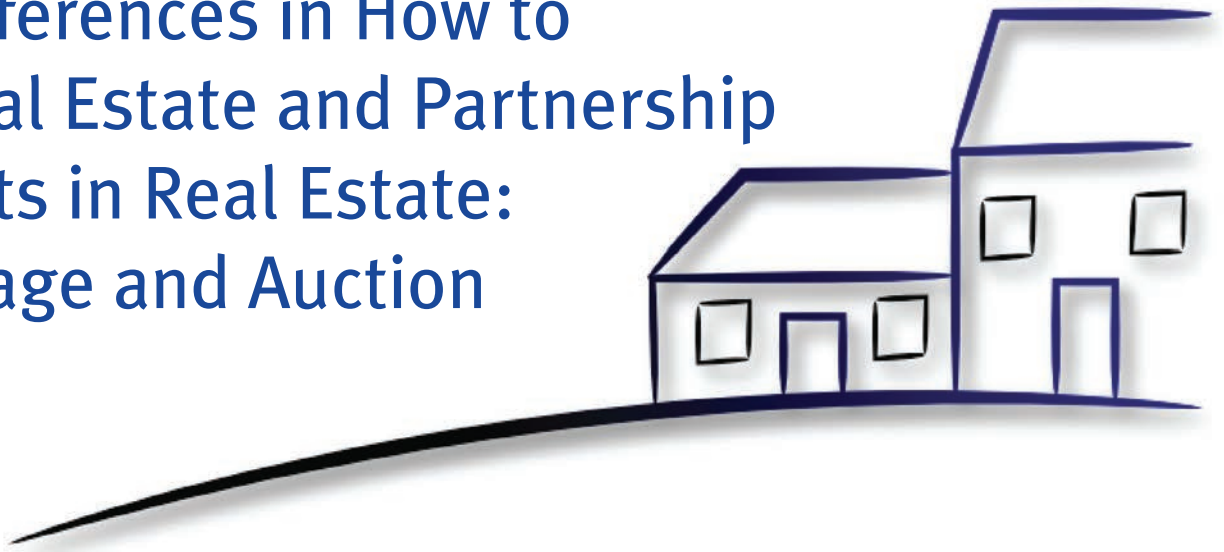 ferences in How to
al Estate and Partnership
ts in Real Estate:
age and Auction